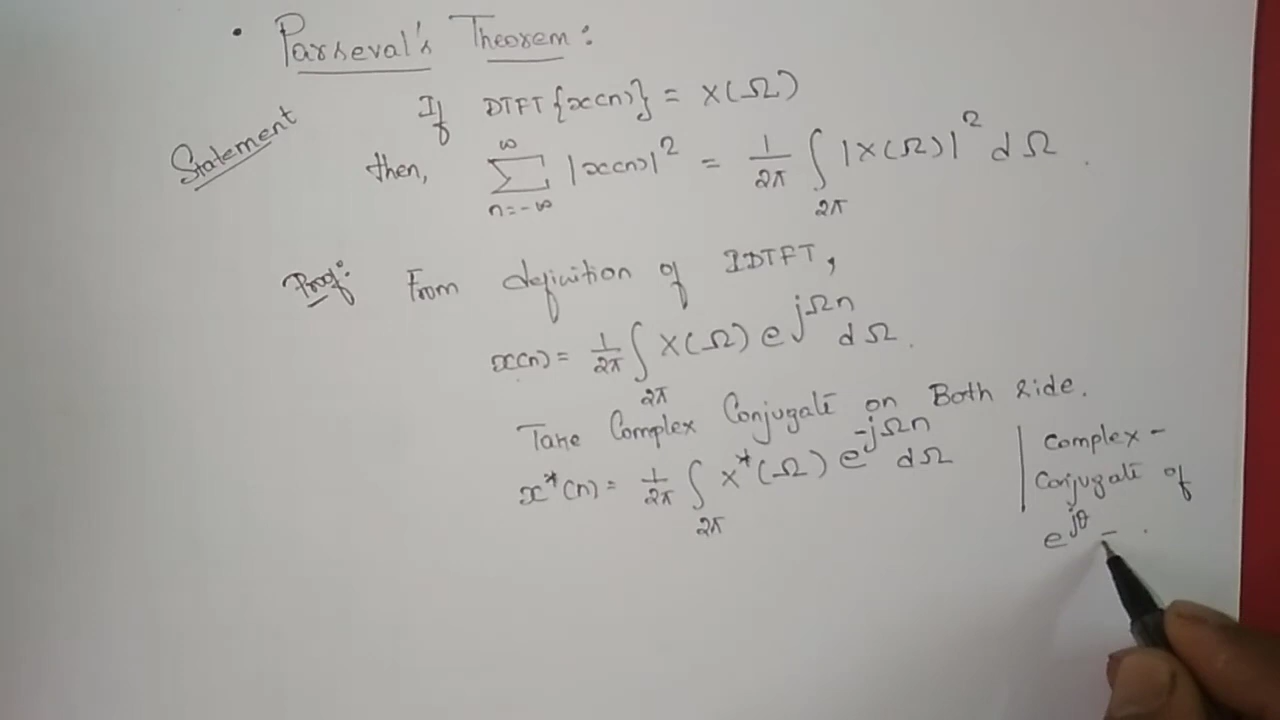 • Parseval's Theorem:
Statement
If DTFT{x(n)} = X(Ω)
then, ∞∑n=-∞ |x(n)|² = 1/2π ∫2π |X(Ω)|² dΩ.
Proof: From definition of IDTFT,
x(n) = 1/2π ∫2π X(Ω) e^jΩn dΩ.
Take Complex Conjugate on Both side.
x*(n) = 1/2π ∫2π X*(Ω) e^-jΩn dΩ
Complex-
Conjugate of
e^jθ -